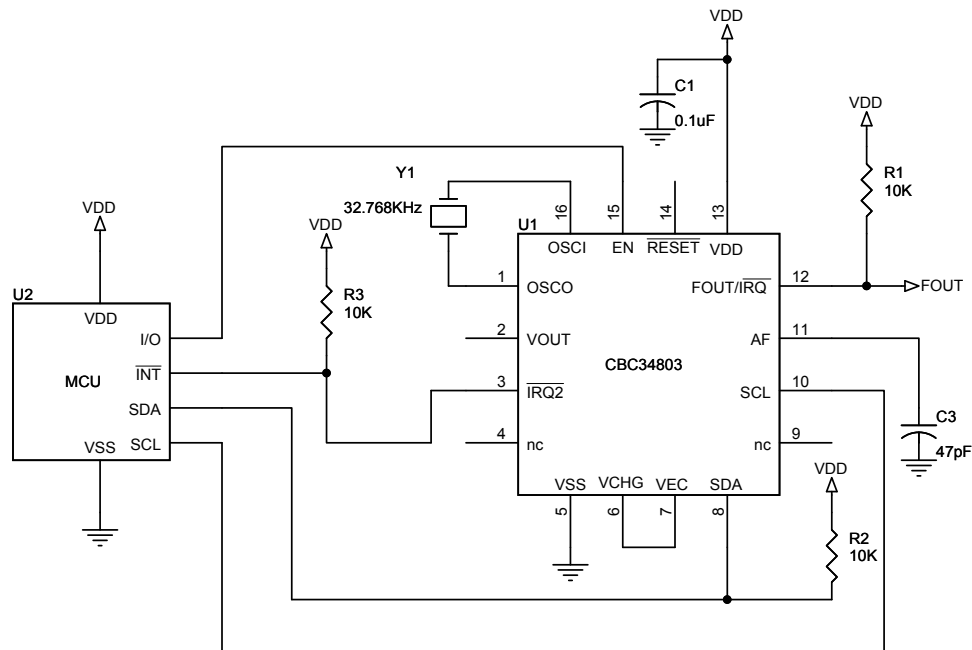 VDD
C1
0.1uF
VDD
R1
10K
Y1
32.768KHz
16
15
14
13
U1
OSCI
EN
RESET
VDD
VDD
VDD
1
OSCO
FOUT/IRQ
12
FOUT
U2
R3
10K
VDD
I/O
2
VOUT
AF
11
CBC34803
MCU
INT
3
IRQ2
SCL
10
SDA
C3
47pF
VSS
SCL
4
nc
nc
9
VDD
VSS
VCHG
VEC
SDA
5
6
7
8
R2
10K